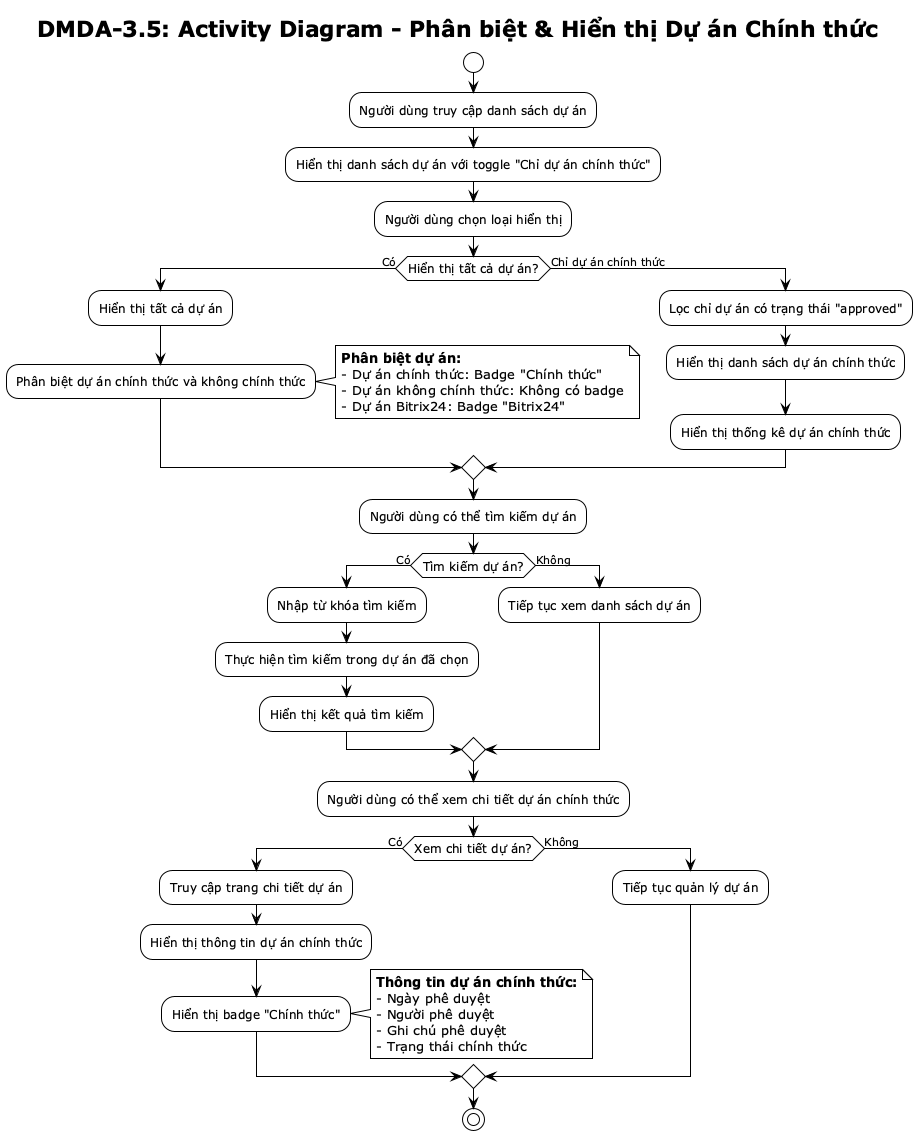 DMDA-3.5: Activity Diagram - Phân biệt & Hiển thị Dự án Chính thức
Người dùng truy cập danh sách dự án
Hiển thị danh sách dự án với toggle "Chỉ dự án chính thức"
Người dùng chọn loại hiển thị
Có
Hiển thị tất cả dự án?
Chỉ dự án chính thức
Hiển thị tất cả dự án
Phân biệt dự án chính thức và không chính thức
Phân biệt dự án:
- Dự án chính thức: Badge "Chính thức"
- Dự án không chính thức: Không có badge
- Dự án Bitrix24: Badge "Bitrix24"
Lọc chỉ dự án có trạng thái "approved"
Hiển thị danh sách dự án chính thức
Hiển thị thống kê dự án chính thức
Người dùng có thể tìm kiếm dự án
Có
Tìm kiếm dự án?
Không
Nhập từ khóa tìm kiếm
Thực hiện tìm kiếm trong dự án đã chọn
Hiển thị kết quả tìm kiếm
Tiếp tục xem danh sách dự án
Người dùng có thể xem chi tiết dự án chính thức
Có
Xem chi tiết dự án?
Không
Truy cập trang chi tiết dự án
Hiển thị thông tin dự án chính thức
Hiển thị badge "Chính thức"
Thông tin dự án chính thức:
- Ngày phê duyệt
- Người phê duyệt
- Ghi chú phê duyệt
- Trạng thái chính thức
Tiếp tục quản lý dự án